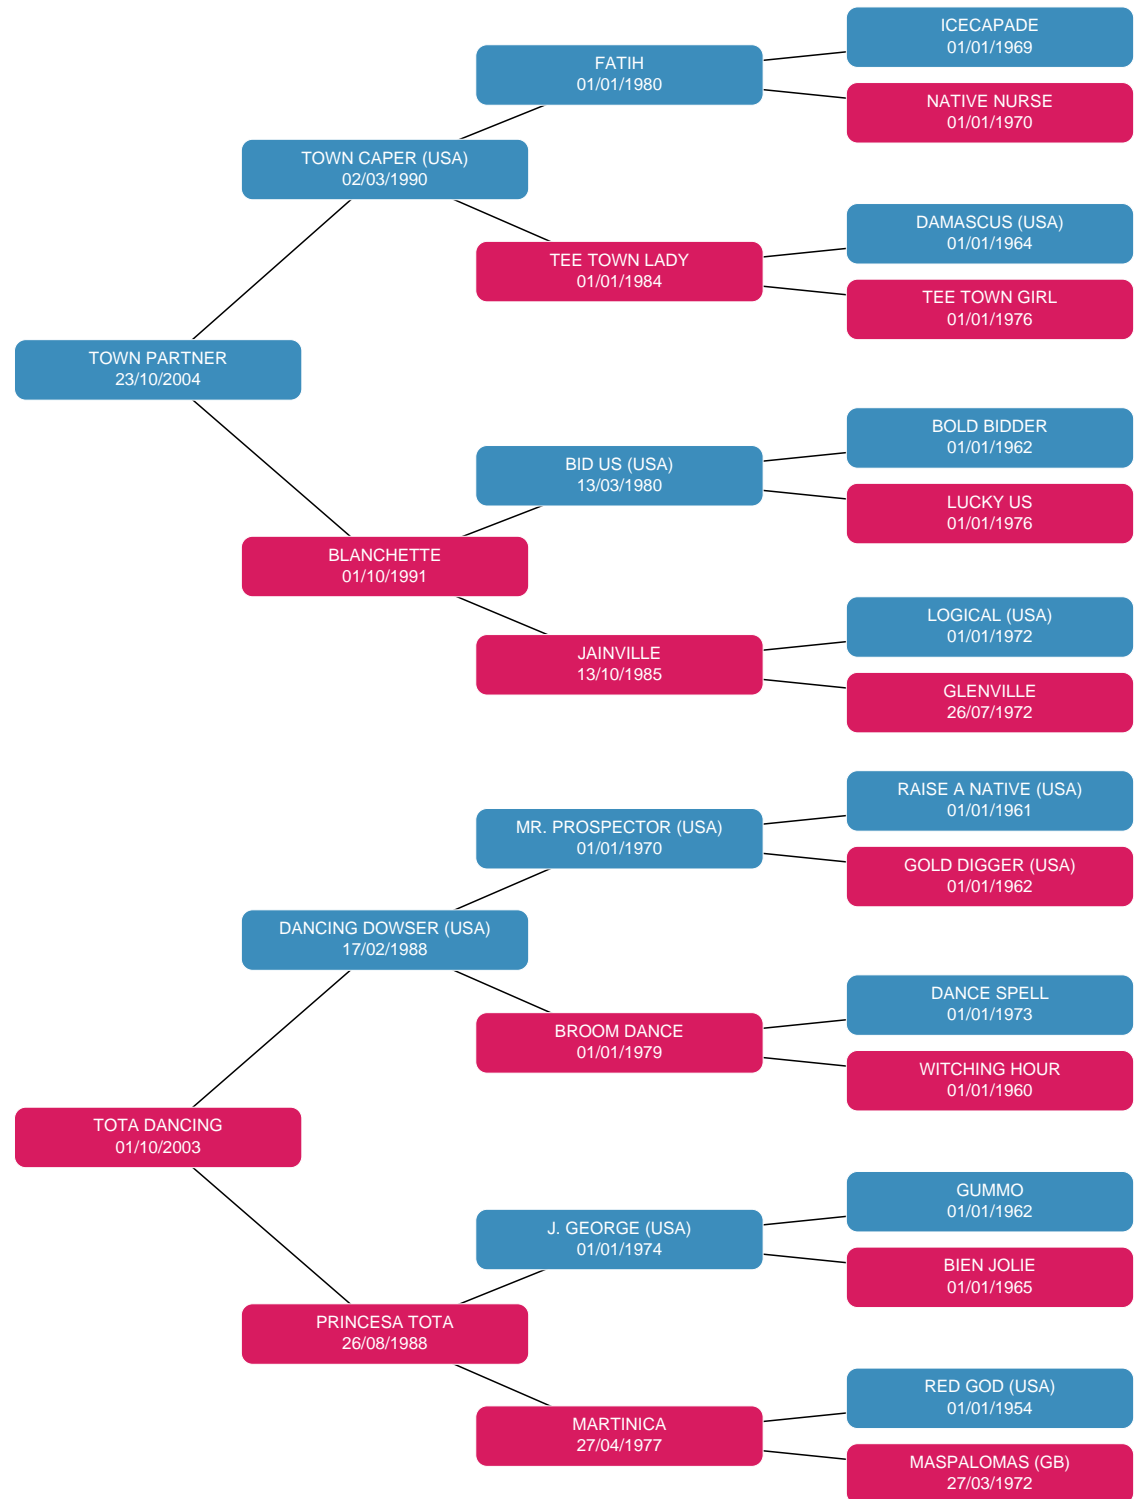 ICECAPADE
01/01/1969
FATIH
01/01/1980
NATIVE NURSE
01/01/1970
TOWN CAPER (USA)
02/03/1990
DAMASCUS (USA)
01/01/1964
TEE TOWN LADY
01/01/1984
TEE TOWN GIRL
01/01/1976
TOWN PARTNER
23/10/2004
BOLD BIDDER
01/01/1962
BID US (USA)
13/03/1980
LUCKY US
01/01/1976
BLANCHETTE
01/10/1991
LOGICAL (USA)
01/01/1972
JAINVILLE
13/10/1985
GLENVILLE
26/07/1972
RAISE A NATIVE (USA)
01/01/1961
MR. PROSPECTOR (USA)
01/01/1970
GOLD DIGGER (USA)
01/01/1962
DANCING DOWSER (USA)
17/02/1988
DANCE SPELL
01/01/1973
BROOM DANCE
01/01/1979
WITCHING HOUR
01/01/1960
TOTA DANCING
01/10/2003
GUMMO
01/01/1962
J. GEORGE (USA)
01/01/1974
BIEN JOLIE
01/01/1965
PRINCESA TOTA
26/08/1988
RED GOD (USA)
01/01/1954
MARTINICA
27/04/1977
MASPALOMAS (GB)
27/03/1972